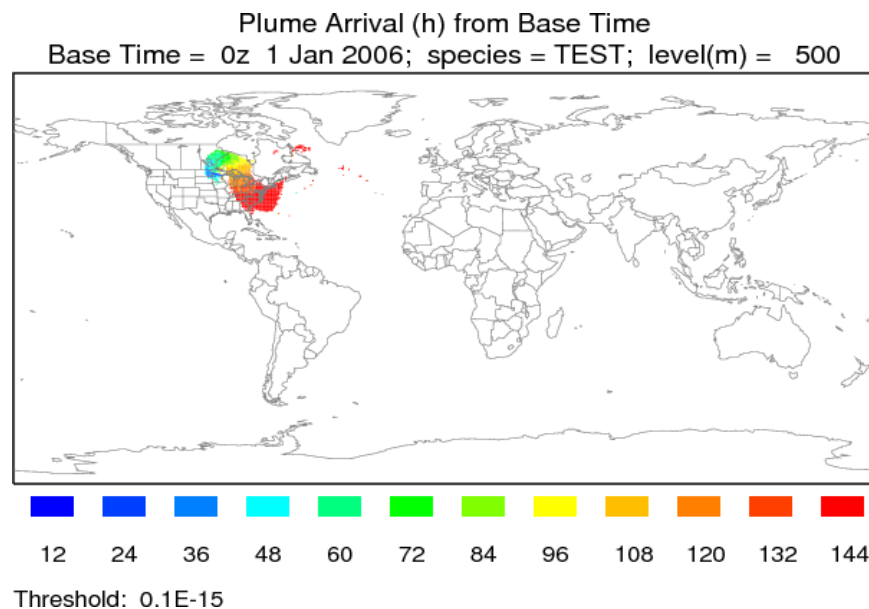 Plume Arrival (h) from Base Time
Base Time = 0z 1 Jan 2006; species = TEST; level(m) = 500
12 24 36 48 60 72 84 96 108 120 132 144
Threshold: 0.1E-15